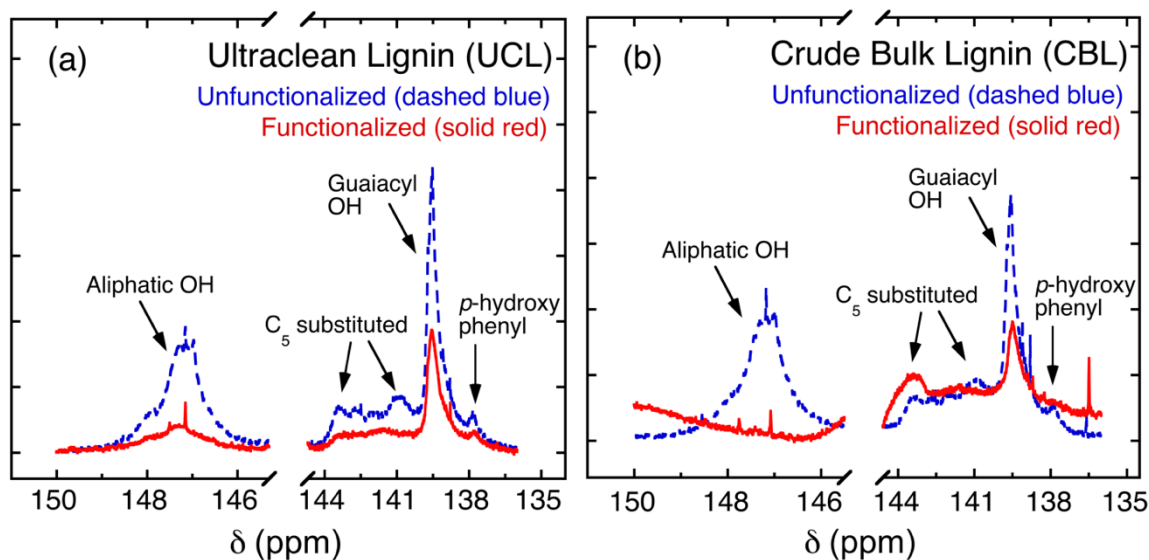 (a)
Ultraclean Lignin (UCL)
Unfunctionalized (dashed blue)
Functionalized (solid red)
Guaiacyl
OH
Aliphatic OH
C5 substituted
p-hydroxy
phenyl
150 148 146 144 141 138 135
δ (ppm)
(b)
Crude Bulk Lignin (CBL)
Unfunctionalized (dashed blue)
Functionalized (solid red)
Guaiacyl
OH
Aliphatic OH
C5 substituted
p-hydroxy
phenyl
150 148 146 144 141 138 135
δ (ppm)